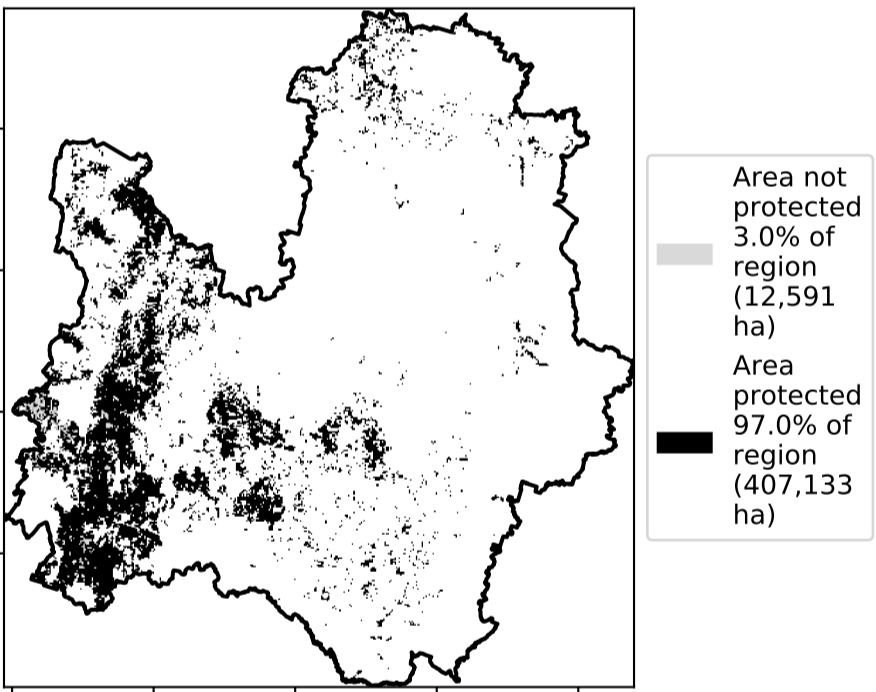 Area not
protected
3.0% of
region
(12,591
ha)
Area
protected
97.0% of
region
(407,133
ha)